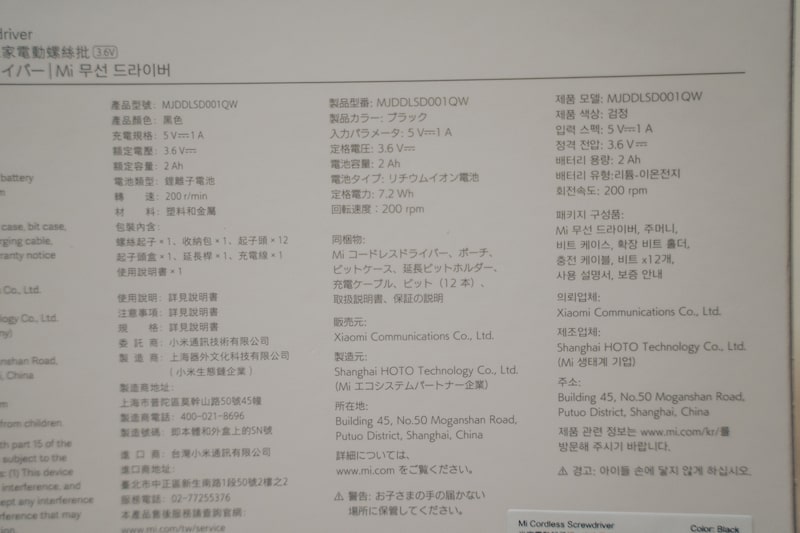 driver
家電動螺絲批 3.6V
イバー | Mi 무선 드라이버
battery
case, bit case,
rging cable,
rranty notice
Co., Ltd.
logy Co., Ltd.
ny)
anshan Road,
i, China
m
from children.
th part 15 of the
subject to the
s: (1) This device
interference, and
ept any interference
rference that may
tion.
產品型號: MJDDLSD001QW
產品顏色: 黑色
充電規格: 5 V⎓1 A
額定電壓: 3.6 V⎓
額定容量: 2 Ah
電池類型: 鋰離子電池
轉 速: 200 r/min
材 料: 塑料和金屬
包裝內含:
螺絲起子 × 1、收納包 × 1、起子頭 × 12
起子頭盒 × 1、延長桿 × 1、充電線 × 1
使用說明書 × 1
使用說明: 詳見說明書
注意事項: 詳見說明書
規 格: 詳見說明書
委 託 商: 小米通訊技術有限公司
製 造 商: 上海器外文化科技有限公司
(小米生態鏈企業)
製造商地址:
上海市普陀區莫幹山路50號45幢
製造商電話: 400-021-8696
製造號碼: 即本體和外盒上的SN號
進 口 商: 台灣小米通訊有限公司
進口商地址:
臺北市中正區新生南路1段50號2樓之2
服務電話: 02-77255376
本產品售後服務請查詢官網:
www.mi.com/tw/service
製品型番: MJDDLSD001QW
製品カラー: ブラック
入力パラメータ: 5 V⎓1 A
定格電圧: 3.6 V⎓
電池容量: 2 Ah
電池タイプ: リチウムイオン電池
定格電力: 7.2 Wh
回転速度: 200 rpm
同梱物:
Mi コードレスドライバー、ポーチ、
ビットケース、延長ビットホルダー、
充電ケーブル、ビット（12 本）、
取扱説明書、保証の説明
販売元:
Xiaomi Communications Co., Ltd.
製造元:
Shanghai HOTO Technology Co., Ltd.
(Mi エコシステムパートナー企業)
所在地:
Building 45, No.50 Moganshan Road,
Putuo District, Shanghai, China
詳細については、
www.mi.com をご覧ください。
⚠ 警告: お子さまの手の届かない
場所に保管してください。
제품 모델: MJDDLSD001QW
제품 색상: 검정
입력 스펙: 5 V⎓1 A
정격 전압: 3.6 V⎓
배터리 용량: 2 Ah
배터리 유형: 리튬-이온전지
회전속도: 200 rpm
패키지 구성품:
Mi 무선 드라이버, 주머니,
비트 케이스, 확장 비트 홀더,
충전 케이블, 비트 x12개,
사용 설명서, 보증 안내
의뢰업체:
Xiaomi Communications Co., Ltd.
제조업체:
Shanghai HOTO Technology Co., Ltd.
(Mi 생태계 기업)
주소:
Building 45, No.50 Moganshan Road,
Putuo District, Shanghai, China
제품 관련 정보는 www.mi.com/kr/를
방문해 주시기 바랍니다.
⚠ 경고: 아이들 손에 닿지 않게 하십시오.
Mi Cordless Screwdriver
Color: Black